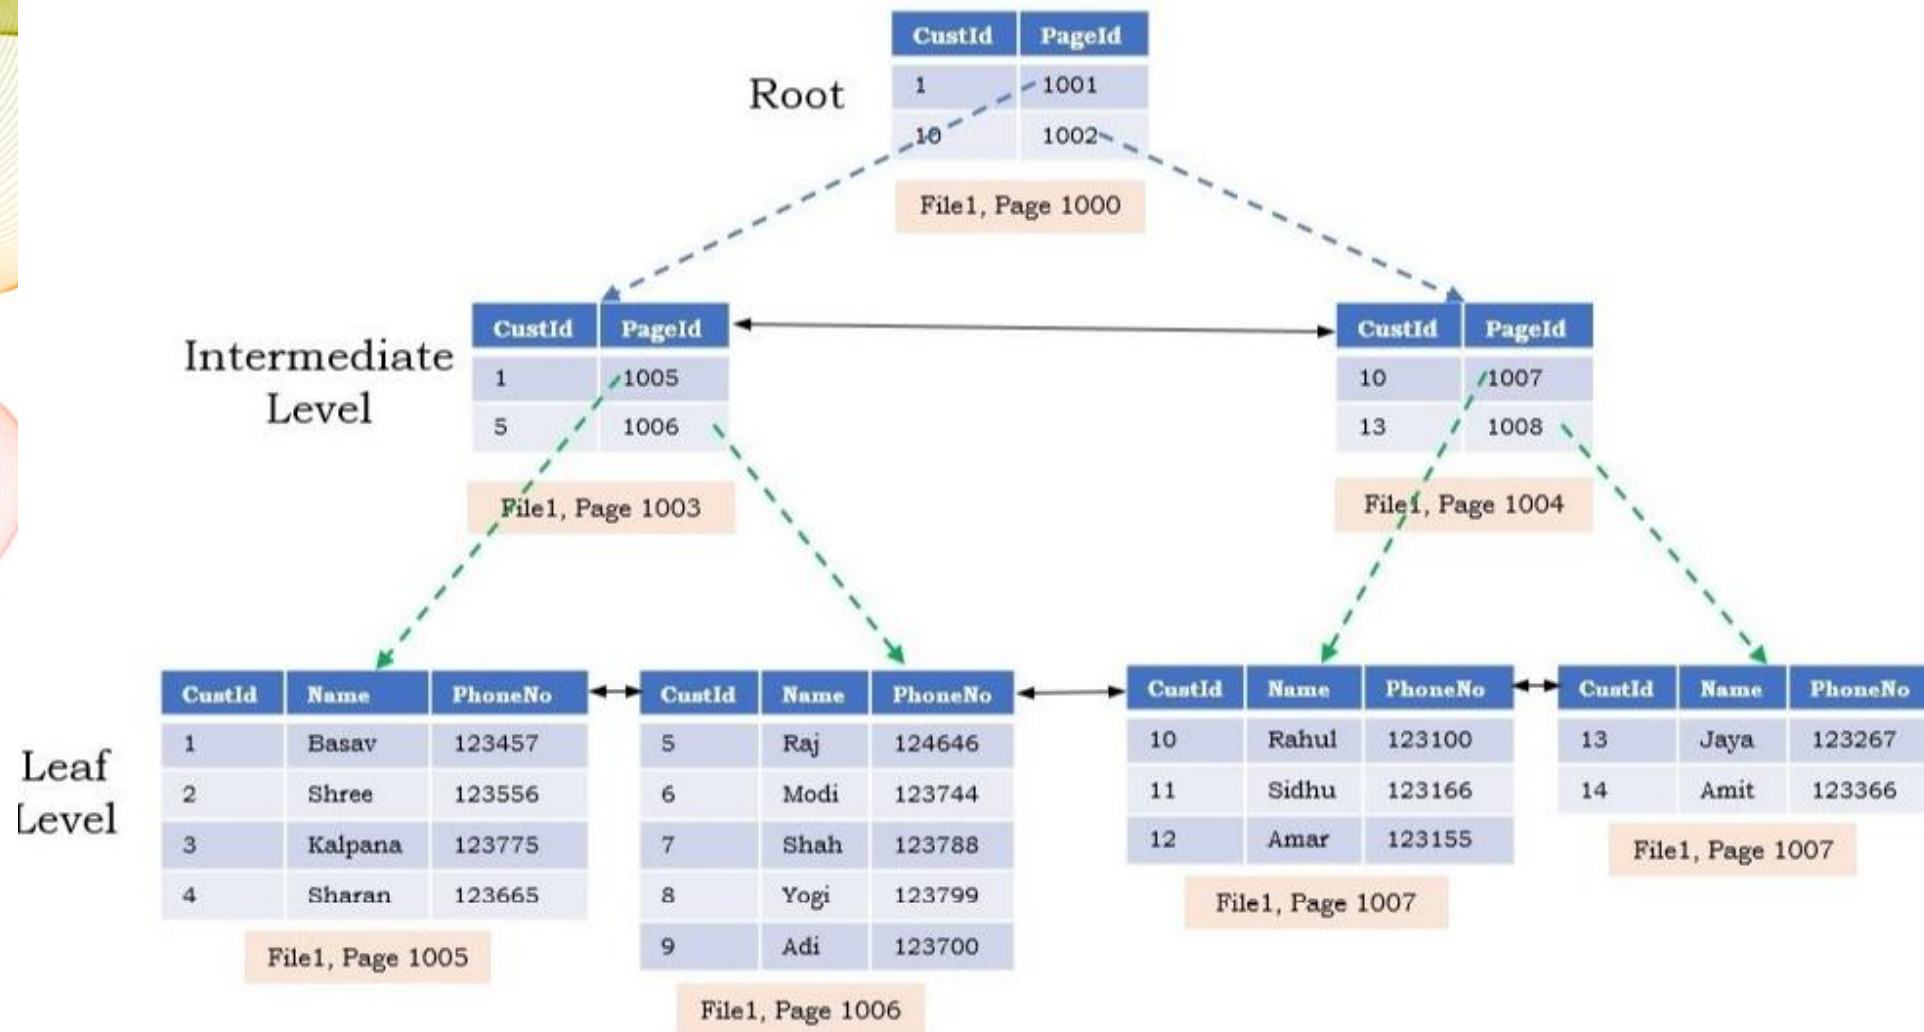 CustId PageId
Root
1 1001
10 1002
File1, Page 1000
CustId PageId
1 1005
5 1006
File1, Page 1003
Intermediate
Level
CustId PageId
10 1007
13 1008
File1, Page 1004
Leaf
Level
CustId Name PhoneNo
1 Basav 123457
2 Shree 123556
3 Kalpana 123775
4 Sharan 123665
File1, Page 1005
CustId Name PhoneNo
5 Raj 124646
6 Modi 123744
7 Shah 123788
8 Yogi 123799
9 Adi 123700
File1, Page 1006
CustId Name PhoneNo
10 Rahul 123100
11 Sidhu 123166
12 Amar 123155
File1, Page 1007
CustId Name PhoneNo
13 Jaya 123267
14 Amit 123366
File1, Page 1007